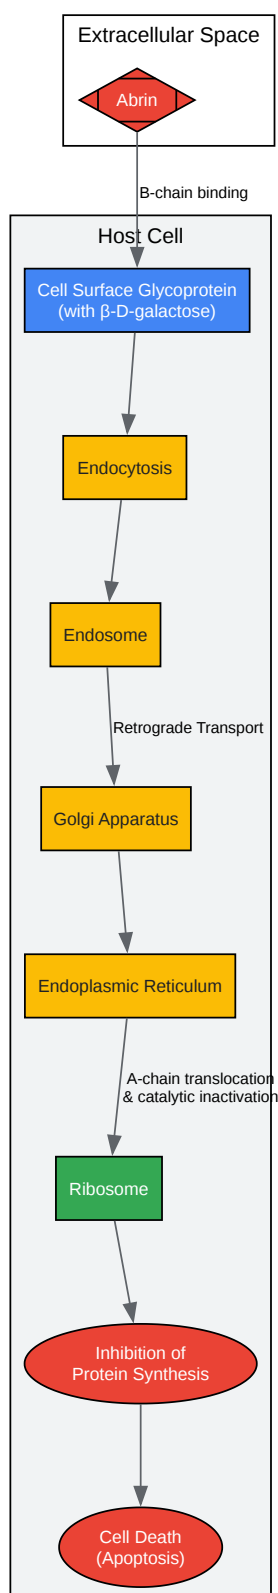 Extracellular Space
Abrin
B-chain binding
Host Cell
Cell Surface Glycoprotein
(with β-D-galactose)
Endocytosis
Endosome
Retrograde Transport
Golgi Apparatus
Endoplasmic Reticulum
A-chain translocation
& catalytic inactivation
Ribosome
Inhibition of
Protein Synthesis
Cell Death
(Apoptosis)